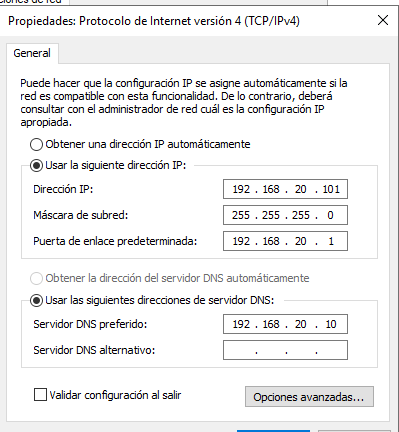 ciones de red
Propiedades: Protocolo de Internet versión 4 (TCP/IPv4)
General
Puede hacer que la configuración IP se asigne automáticamente si la
red es compatible con esta funcionalidad. De lo contrario, deberá
consultar con el administrador de red cuál es la configuración IP
apropiada.
Obtener una dirección IP automáticamente
Usar la siguiente dirección IP:
Dirección IP: 192 . 168 . 20 . 101
Máscara de subred: 255 . 255 . 255 . 0
Puerta de enlace predeterminada: 192 . 168 . 20 . 1
Obtener la dirección del servidor DNS automáticamente
Usar las siguientes direcciones de servidor DNS:
Servidor DNS preferido: 192 . 168 . 20 . 10
Servidor DNS alternativo: . . .
Validar configuración al salir
Opciones avanzadas...